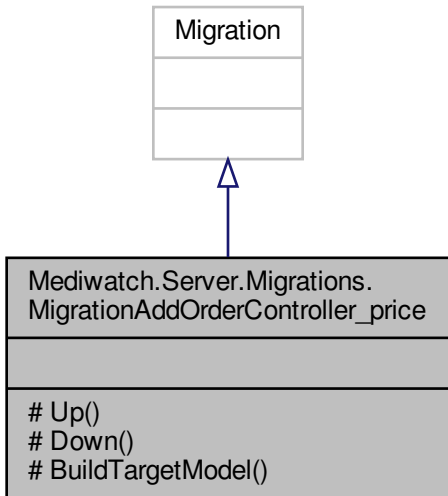 Migration
Mediwatch.Server.Migrations.
MigrationAddOrderController_price
# Up()
# Down()
# BuildTargetModel()